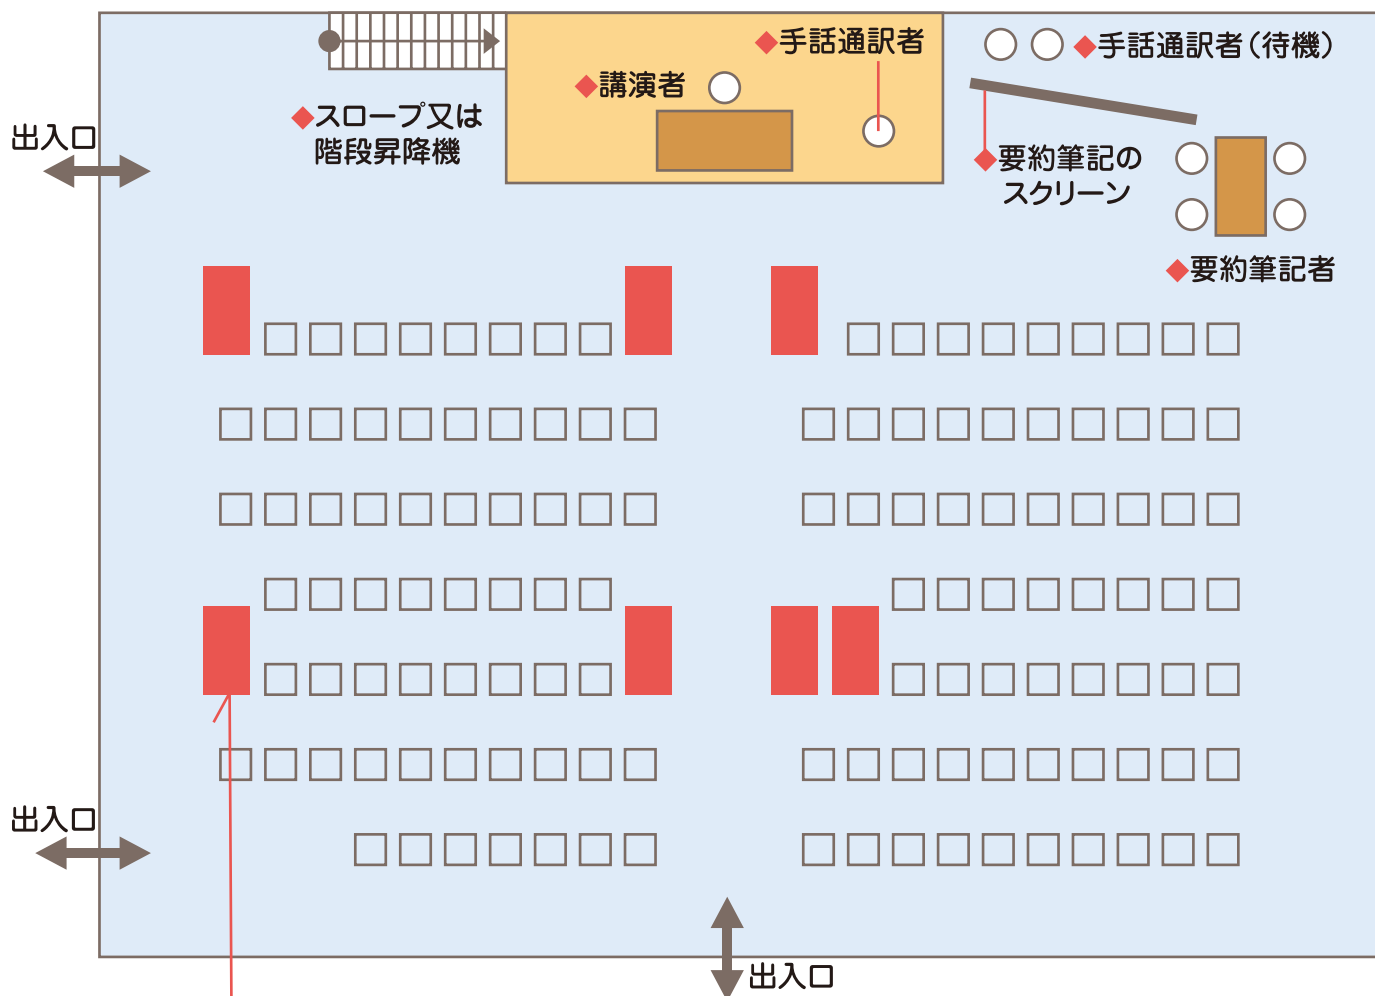 ◆手話通訳者
◆手話通訳者（待機）
◆講演者
◆スロープ又は
階段昇降機
出入口
◆要約筆記の
スクリーン
◆要約筆記者
出入口
出入口